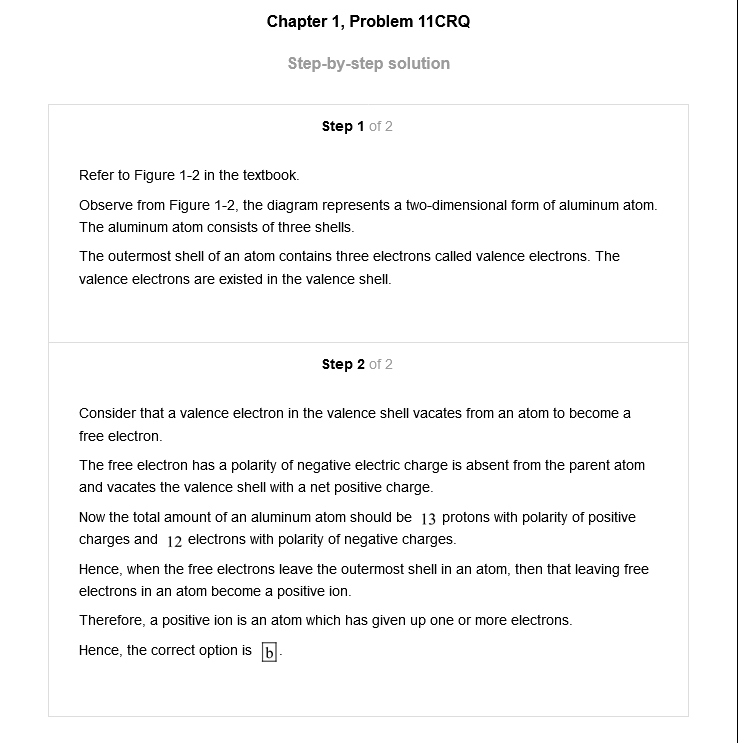 Chapter 1, Problem 11CRQ
Step-by-step solution
Step 1 of 2
Refer to Figure 1-2 in the textbook.
Observe from Figure 1-2, the diagram represents a two-dimensional form of aluminum atom.
The aluminum atom consists of three shells.
The outermost shell of an atom contains three electrons called valence electrons. The
valence electrons are existed in the valence shell.
Step 2 of 2
Consider that a valence electron in the valence shell vacates from an atom to become a
free electron.
The free electron has a polarity of negative electric charge is absent from the parent atom
and vacates the valence shell with a net positive charge.
Now the total amount of an aluminum atom should be 13 protons with polarity of positive
charges and 12 electrons with polarity of negative charges.
Hence, when the free electrons leave the outermost shell in an atom, then that leaving free
electrons in an atom become a positive ion.
Therefore, a positive ion is an atom which has given up one or more electrons.
Hence, the correct option is b.